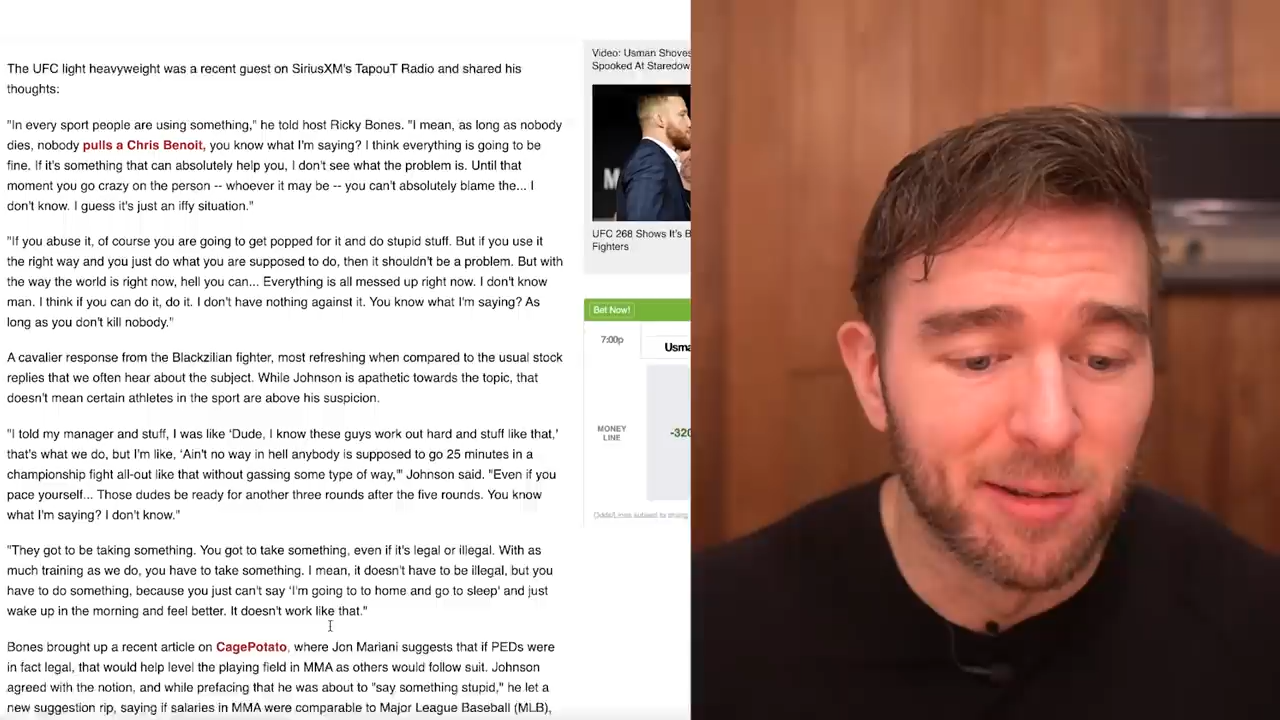 The UFC light heavyweight was a recent guest on SiriusXM's TapouT Radio and shared his
thoughts:
"In every sport people are using something," he told host Ricky Bones. "I mean, as long as nobody
dies, nobody pulls a Chris Benoit, you know what I'm saying? I think everything is going to be
fine. If it's something that can absolutely help you, I don't see what the problem is. Until that
moment you go crazy on the person -- whoever it may be -- you can't absolutely blame the... I
don't know. I guess it's just an iffy situation."
"If you abuse it, of course you are going to get popped for it and do stupid stuff. But if you use it
the right way and you just do what you are supposed to do, then it shouldn't be a problem. But with
the way the world is right now, hell you can... Everything is all messed up right now. I don't know
man. I think if you can do it, do it. I don't have nothing against it. You know what I'm saying? As
long as you don't kill nobody."
A cavalier response from the Blackzilian fighter, most refreshing when compared to the usual stock
replies that we often hear about the subject. While Johnson is apathetic towards the topic, that
doesn't mean certain athletes in the sport are above his suspicion.
"I told my manager and stuff, I was like 'Dude, I know these guys work out hard and stuff like that,'
that's what we do, but I'm like, 'Ain't no way in hell anybody is supposed to go 25 minutes in a
championship fight all-out like that without gassing some type of way,'" Johnson said. "Even if you
pace yourself... Those dudes be ready for another three rounds after the five rounds. You know
what I'm saying? I don't know."
"They got to be taking something. You got to take something, even if it's legal or illegal. With as
much training as we do, you have to take something. I mean, it doesn't have to be illegal, but you
have to do something, because you just can't say 'I'm going to to home and go to sleep' and just
wake up in the morning and feel better. It doesn't work like that."
Bones brought up a recent article on CagePotato, where Jon Mariani suggests that if PEDs were
in fact legal, that would help level the playing field in MMA as others would follow suit. Johnson
agreed with the notion, and while prefacing that he was about to "say something stupid," he let a
new suggestion rip, saying if salaries in MMA were comparable to Major League Baseball (MLB),
Video: Usman Shoves
Spooked At Staredow
M
UFC 268 Shows It's B
Fighters
Bet Now!
7:00p
Usma
MONEY
LINE
-320
Odds/Lines subject to chang